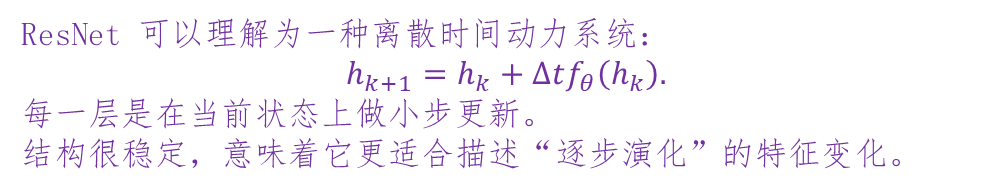 ResNet 可以理解为一种离散时间动力系统：
hₖ₊₁ = hₖ + Δtf_θ(hₖ).
每一层是在当前状态上做小步更新。
结构很稳定，意味着它更适合描述“逐步演化”的特征变化。